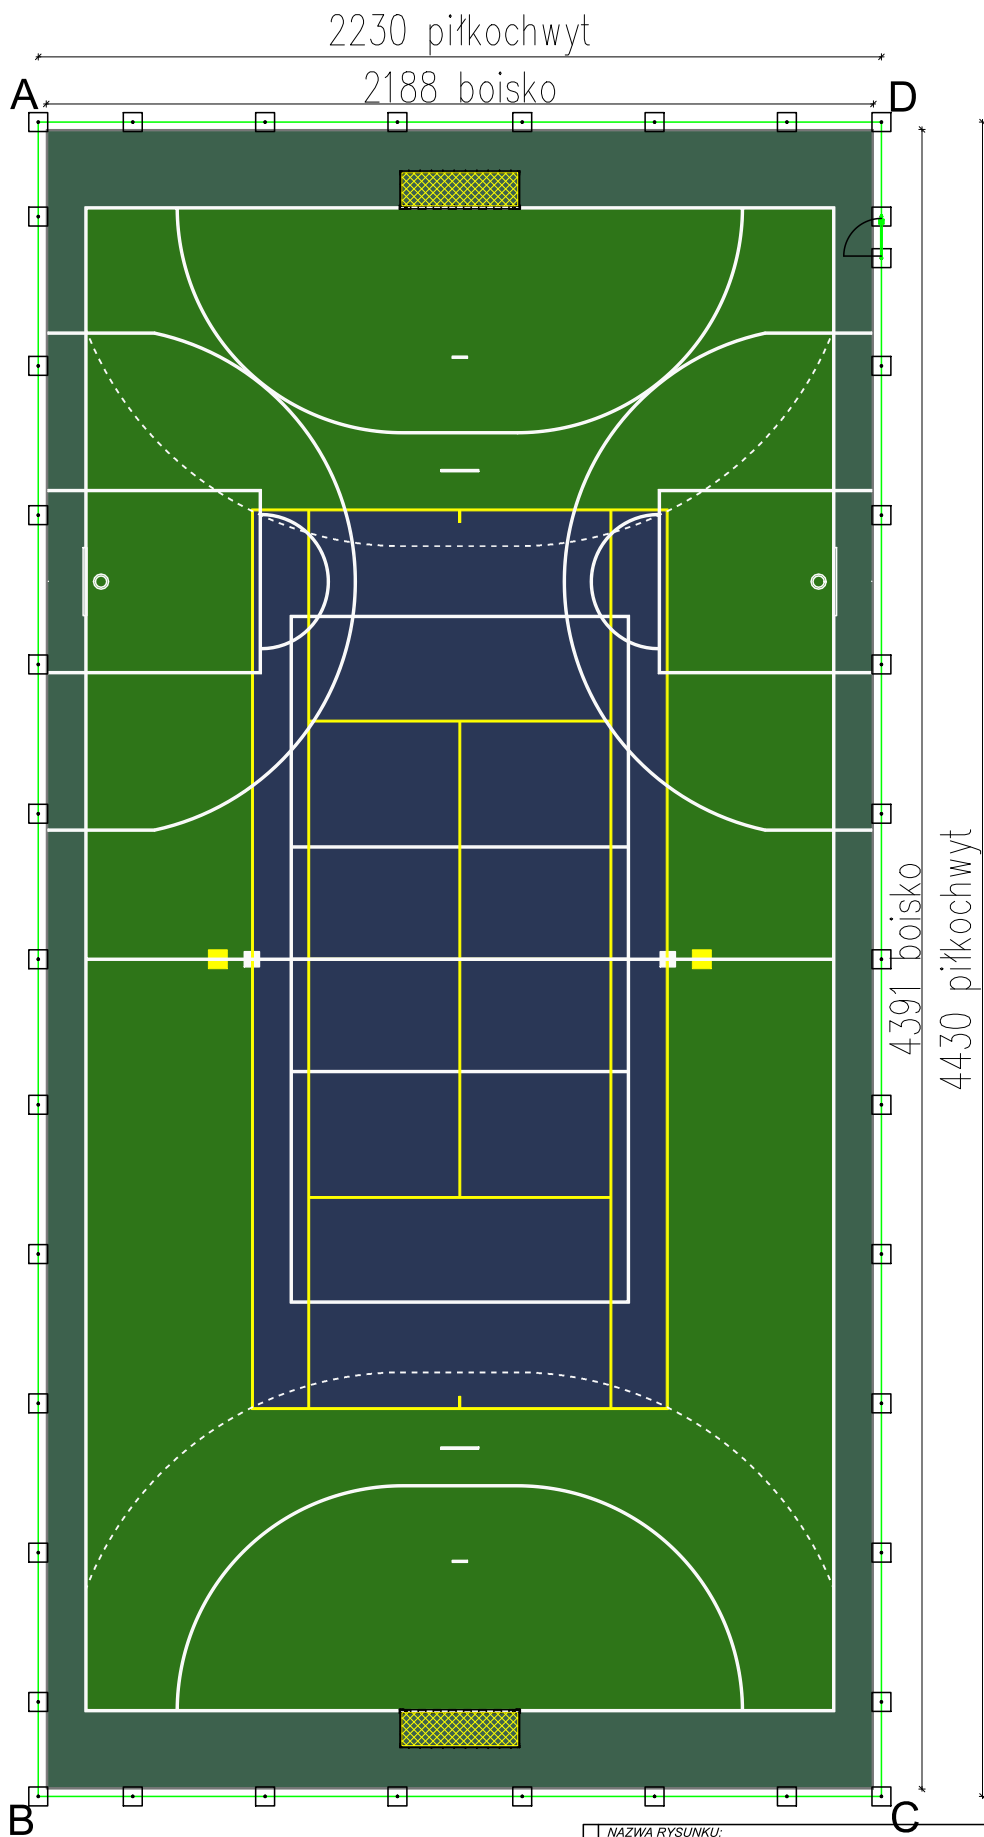 2230 piłkochwyt
2188 boisko
A
D
4391 boisko
4430 piłkochwyt
B
C
NAZWA RYSUNKU: